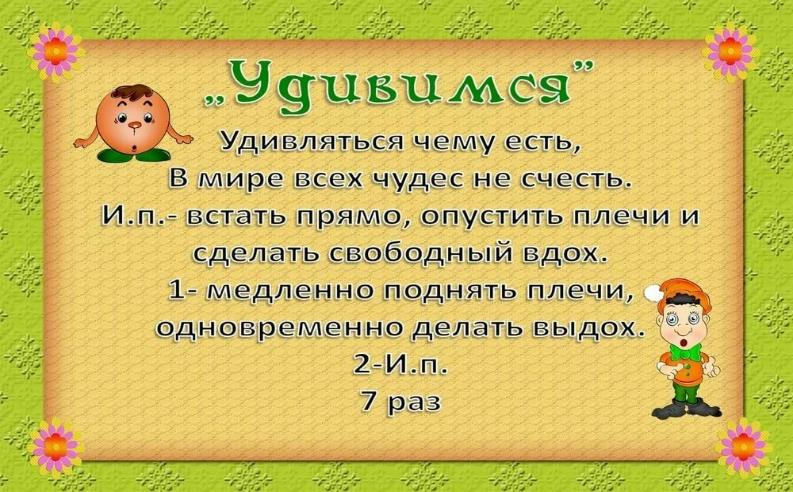 „Удивимся”
Удивляться чему есть,
В мире всех чудес не счесть.
И.п.- встать прямо, опустить плечи и
сделать свободный вдох.
1- медленно поднять плечи,
одновременно делать выдох.
2-И.п.
7 раз